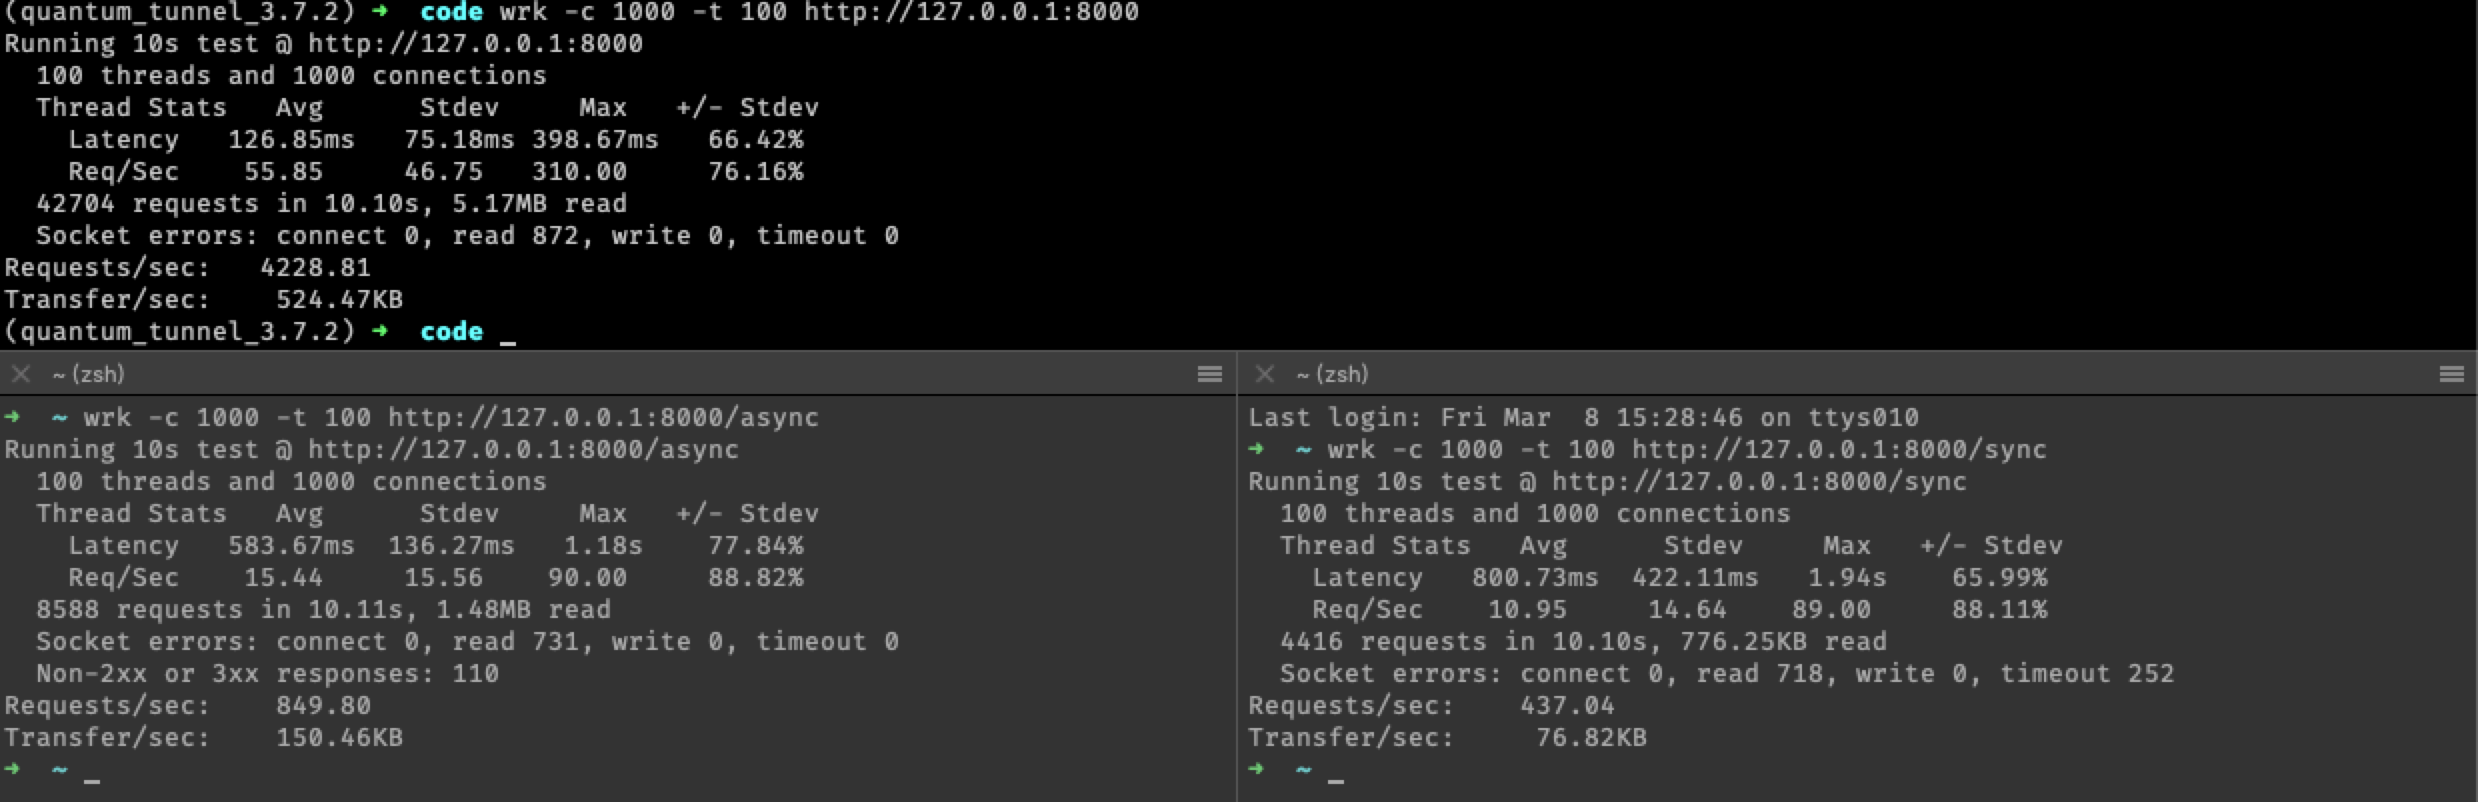 (quantum_tunnel_3.7.2) ➜  code wrk -c 1000 -t 100 http://127.0.0.1:8000
Running 10s test @ http://127.0.0.1:8000
  100 threads and 1000 connections
  Thread Stats   Avg      Stdev     Max   +/- Stdev
    Latency   126.85ms   75.18ms 398.67ms   66.42%
    Req/Sec    55.85     46.75   310.00     76.16%
  42704 requests in 10.10s, 5.17MB read
  Socket errors: connect 0, read 872, write 0, timeout 0
Requests/sec:   4228.81
Transfer/sec:    524.47KB
(quantum_tunnel_3.7.2) ➜  code _
~ (zsh)
➜  ~ wrk -c 1000 -t 100 http://127.0.0.1:8000/async
Running 10s test @ http://127.0.0.1:8000/async
  100 threads and 1000 connections
  Thread Stats   Avg      Stdev     Max   +/- Stdev
    Latency   583.67ms  136.27ms   1.18s    77.84%
    Req/Sec    15.44     15.56    90.00     88.82%
  8588 requests in 10.11s, 1.48MB read
  Socket errors: connect 0, read 731, write 0, timeout 0
  Non-2xx or 3xx responses: 110
Requests/sec:    849.80
Transfer/sec:    150.46KB
➜  ~ _
~ (zsh)
Last login: Fri Mar  8 15:28:46 on ttys010
➜  ~ wrk -c 1000 -t 100 http://127.0.0.1:8000/sync
Running 10s test @ http://127.0.0.1:8000/sync
  100 threads and 1000 connections
  Thread Stats   Avg      Stdev     Max   +/- Stdev
    Latency   800.73ms  422.11ms   1.94s    65.99%
    Req/Sec    10.95     14.64    89.00     88.11%
  4416 requests in 10.10s, 776.25KB read
  Socket errors: connect 0, read 718, write 0, timeout 252
Requests/sec:    437.04
Transfer/sec:     76.82KB
➜  ~ _